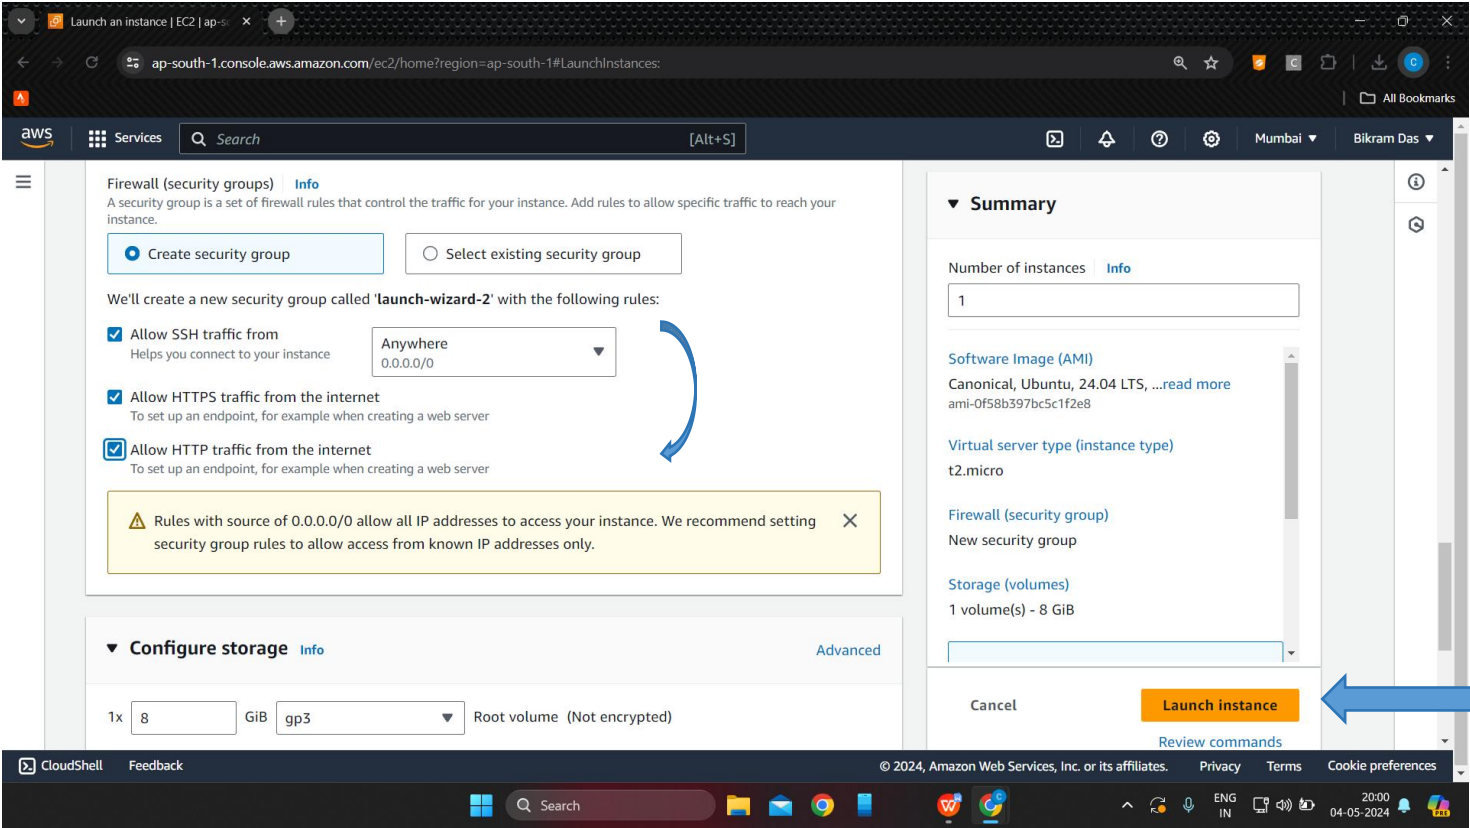 Launch an instance | EC2 | ap-s
ap-south-1.console.aws.amazon.com/ec2/home?region=ap-south-1#LaunchInstances:
C
C
All Bookmarks
aws
Services
Search
[Alt+S]
Mumbai
Bikram Das
Firewall (security groups) Info
A security group is a set of firewall rules that control the traffic for your instance. Add rules to allow specific traffic to reach your
instance.
Create security group
Select existing security group
We'll create a new security group called 'launch-wizard-2' with the following rules:
Allow SSH traffic from
Helps you connect to your instance
Anywhere
0.0.0.0/0
Allow HTTPS traffic from the internet
To set up an endpoint, for example when creating a web server
Allow HTTP traffic from the internet
To set up an endpoint, for example when creating a web server
Rules with source of 0.0.0.0/0 allow all IP addresses to access your instance. We recommend setting
security group rules to allow access from known IP addresses only.
Configure storage Info
Advanced
1x 8 GiB gp3 Root volume (Not encrypted)
Summary
Number of instances Info
1
Software Image (AMI)
Canonical, Ubuntu, 24.04 LTS, ...read more
ami-0f58b397bc5c1f2e8
Virtual server type (instance type)
t2.micro
Firewall (security group)
New security group
Storage (volumes)
1 volume(s) - 8 GiB
Cancel
Launch instance
Review commands
CloudShell
Feedback
© 2024, Amazon Web Services, Inc. or its affiliates.
Privacy
Terms
Cookie preferences
Search
C
ENG
IN
20:00
04-05-2024
PRE